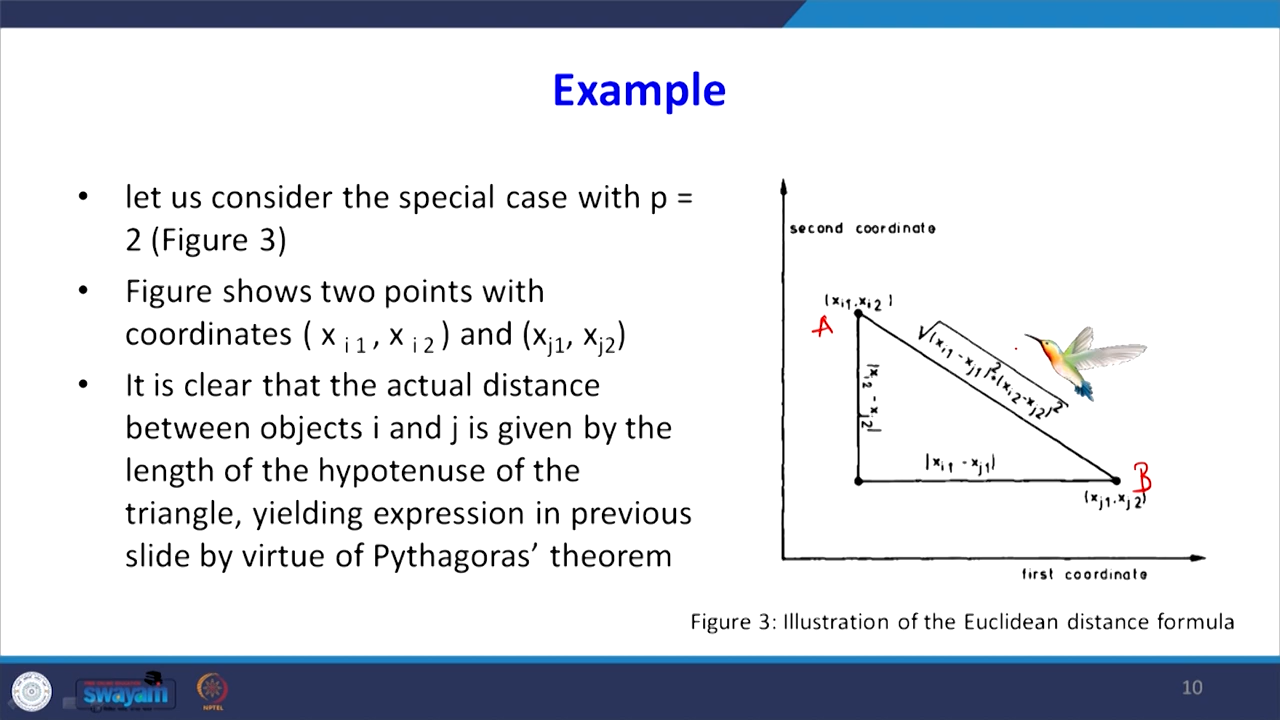 Example
• let us consider the special case with p =
2 (Figure 3)
• Figure shows two points with
coordinates ( x i 1 , x i 2 ) and (xj1, xj2)
• It is clear that the actual distance
between objects i and j is given by the
length of the hypotenuse of the
triangle, yielding expression in previous
slide by virtue of Pythagoras’ theorem
second coordinate
(xi1, xi2)
A
√(xi1 - xj1)²+(xi2-xj2)²
|xi2 - xj2|
|xi1 - xj1|
B
(xj1, xj2)
first coordinate
Figure 3: Illustration of the Euclidean distance formula
swayam
NPTEL
10